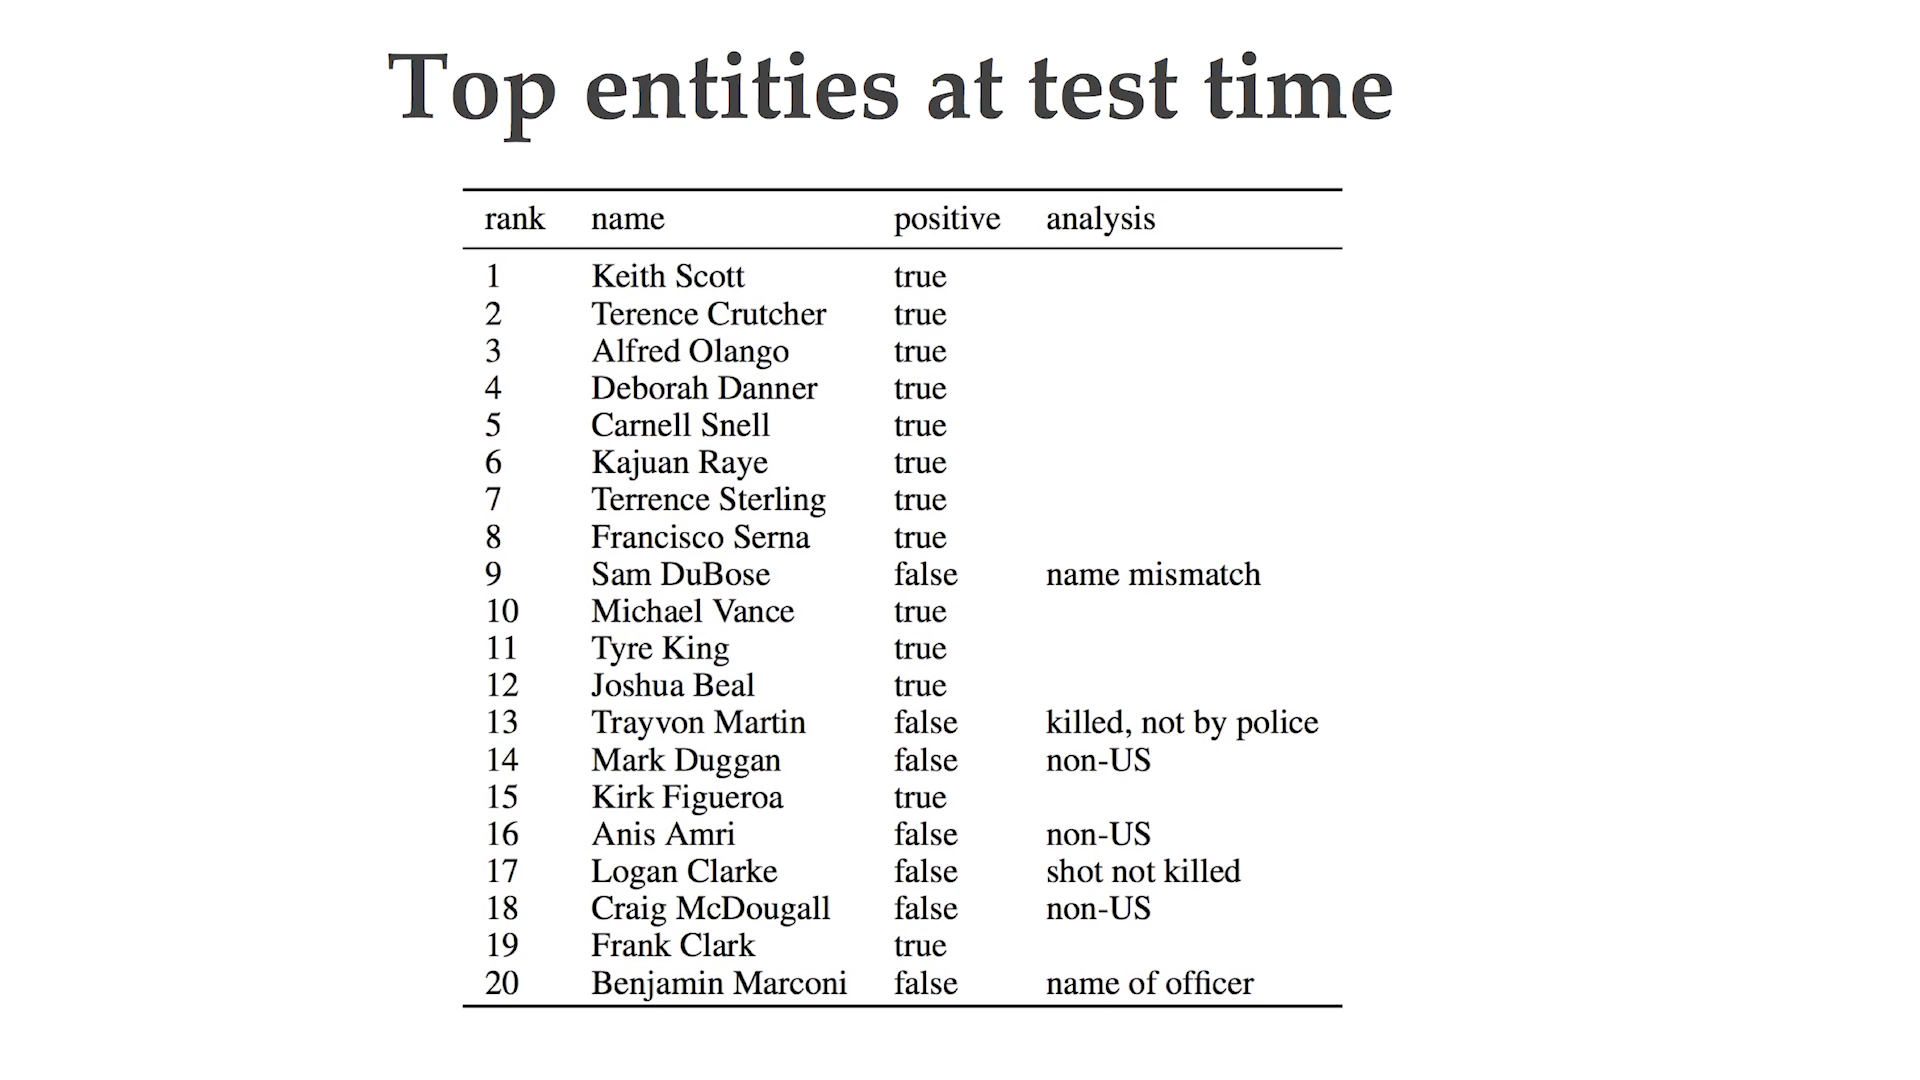 Top entities at test time
rank name positive analysis
1 Keith Scott true
2 Terence Crutcher true
3 Alfred Olango true
4 Deborah Danner true
5 Carnell Snell true
6 Kajuan Raye true
7 Terrence Sterling true
8 Francisco Serna true
9 Sam DuBose false name mismatch
10 Michael Vance true
11 Tyre King true
12 Joshua Beal true
13 Trayvon Martin false killed, not by police
14 Mark Duggan false non-US
15 Kirk Figueroa true
16 Anis Amri false non-US
17 Logan Clarke false shot not killed
18 Craig McDougall false non-US
19 Frank Clark true
20 Benjamin Marconi false name of officer